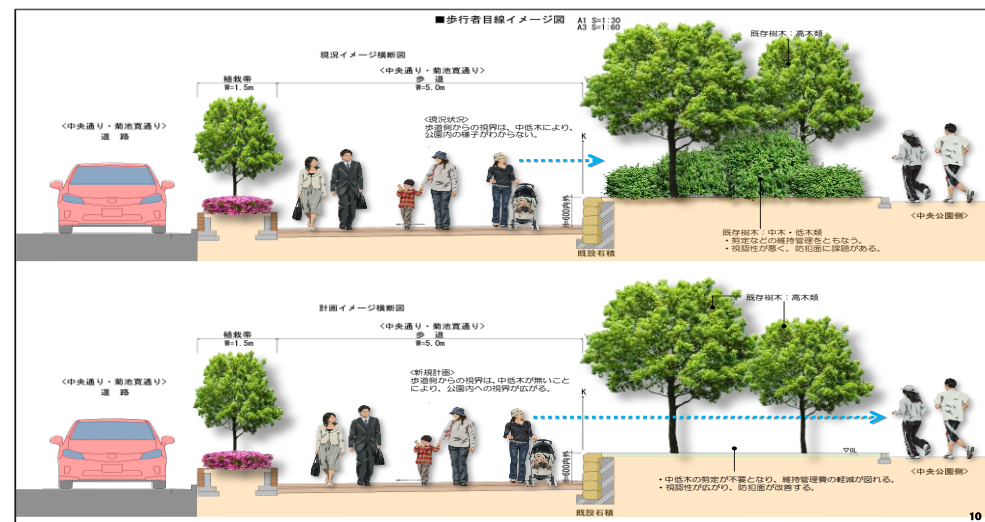 ■歩行者目線イメージ図
A1 S=1:30
A3 S=1:60
現況イメージ横断図
<中央通り・菊池寛通り>
植栽帯
W=1.5m
歩 道
W=5.0m
既存樹木：高木類
<中央通り・菊池寛通り>
道 路
<現況状況>
歩道側からの視界は、中低木により、
公園内の様子がわからない。
K
H=600内外
既設石積
<中央公園側>
既存樹木：中木・低木類
・剪定などの維持管理をともなう。
・視認性が悪く、防犯面に課題がある。
計画イメージ横断図
<中央通り・菊池寛通り>
植栽帯
W=1.5m
歩 道
W=5.0m
既存樹木：高木類
<中央通り・菊池寛通り>
道 路
<新規計画>
歩道側からの視界は、中低木が無いこと
により、公園内への視界が広がる。
K
H=600内外
▽GL
既設石積
<中央公園側>
・中低木の剪定が不要となり、維持管理費の軽減が図れる。
・視認性が広がり、防犯面が改善する。
10